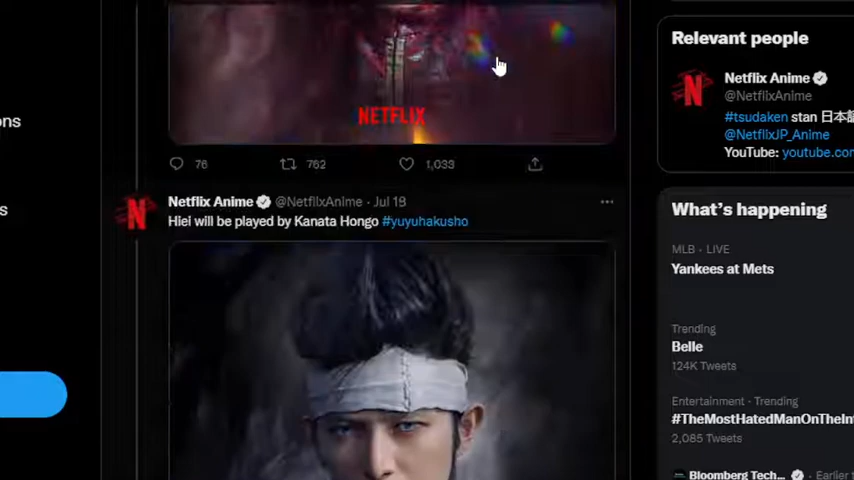 NETFLIX
76 762 1,033
Netflix Anime @NetflixAnime · Jul 18
Hiei will be played by Kanata Hongo #yuyuhakusho
ons
s
Relevant people
Netflix Anime
@NetflixAnime
#tsudaken stan 日本語
@NetflixJP_Anime
YouTube: youtube.com
What's happening
MLB · LIVE
Yankees at Mets
Trending
Belle
124K Tweets
Entertainment · Trending
#TheMostHatedManOnTheInt
2,085 Tweets
Bloomberg Tech... Earlier t